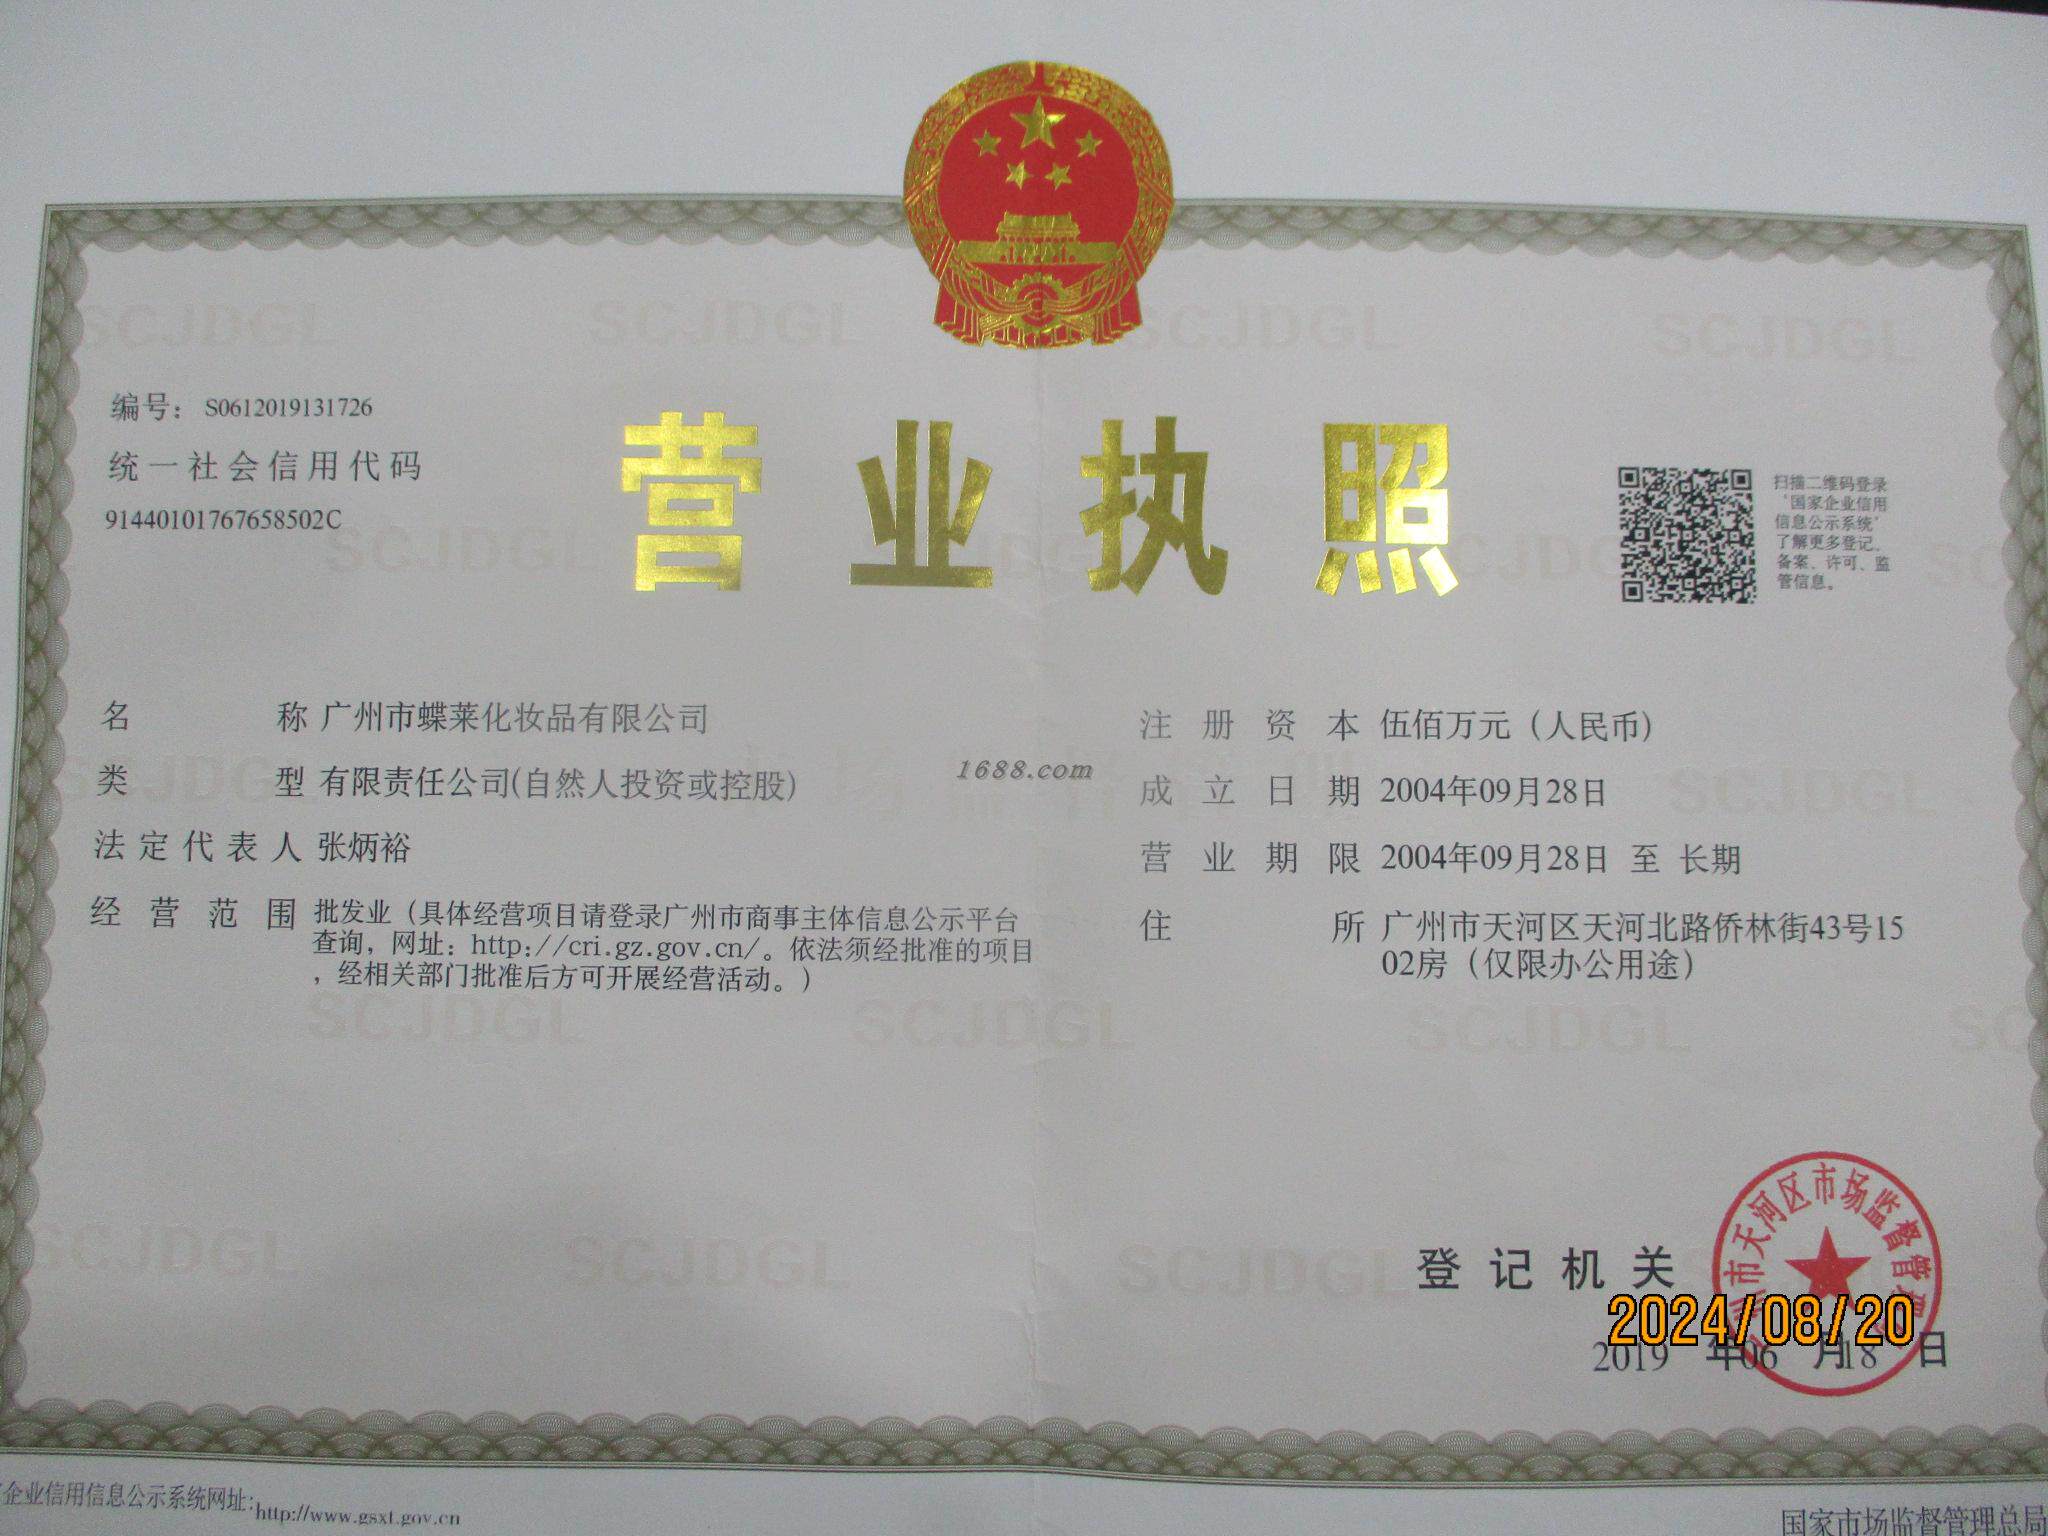 编号： S0612019131726
统一社会信用代码
91440101767658502C
营业执照
扫描二维码登录
‘国家企业信用
信息公示系统’
了解更多登记、
备案、许可、监
管信息。
名称 广州市蝶莱化妆品有限公司
类型 有限责任公司(自然人投资或控股)
法定代表人 张炳裕
经营范围 批发业（具体经营项目请登录广州市商事主体信息公示平台
查询，网址：http://cri.gz.gov.cn/。依法须经批准的项目
，经相关部门批准后方可开展经营活动。）
1688.com
注册资本 伍佰万元（人民币）
成立日期 2004年09月28日
营业期限 2004年09月28日 至 长期
住所 广州市天河区天河北路侨林街43号15
02房（仅限办公用途）
登记机关
市天河区市场监督管理
2024/08/20
2019 年06 月18 日
企业信用信息公示系统网址：http://www.gsxt.gov.cn
国家市场监督管理总局
SCJDGL